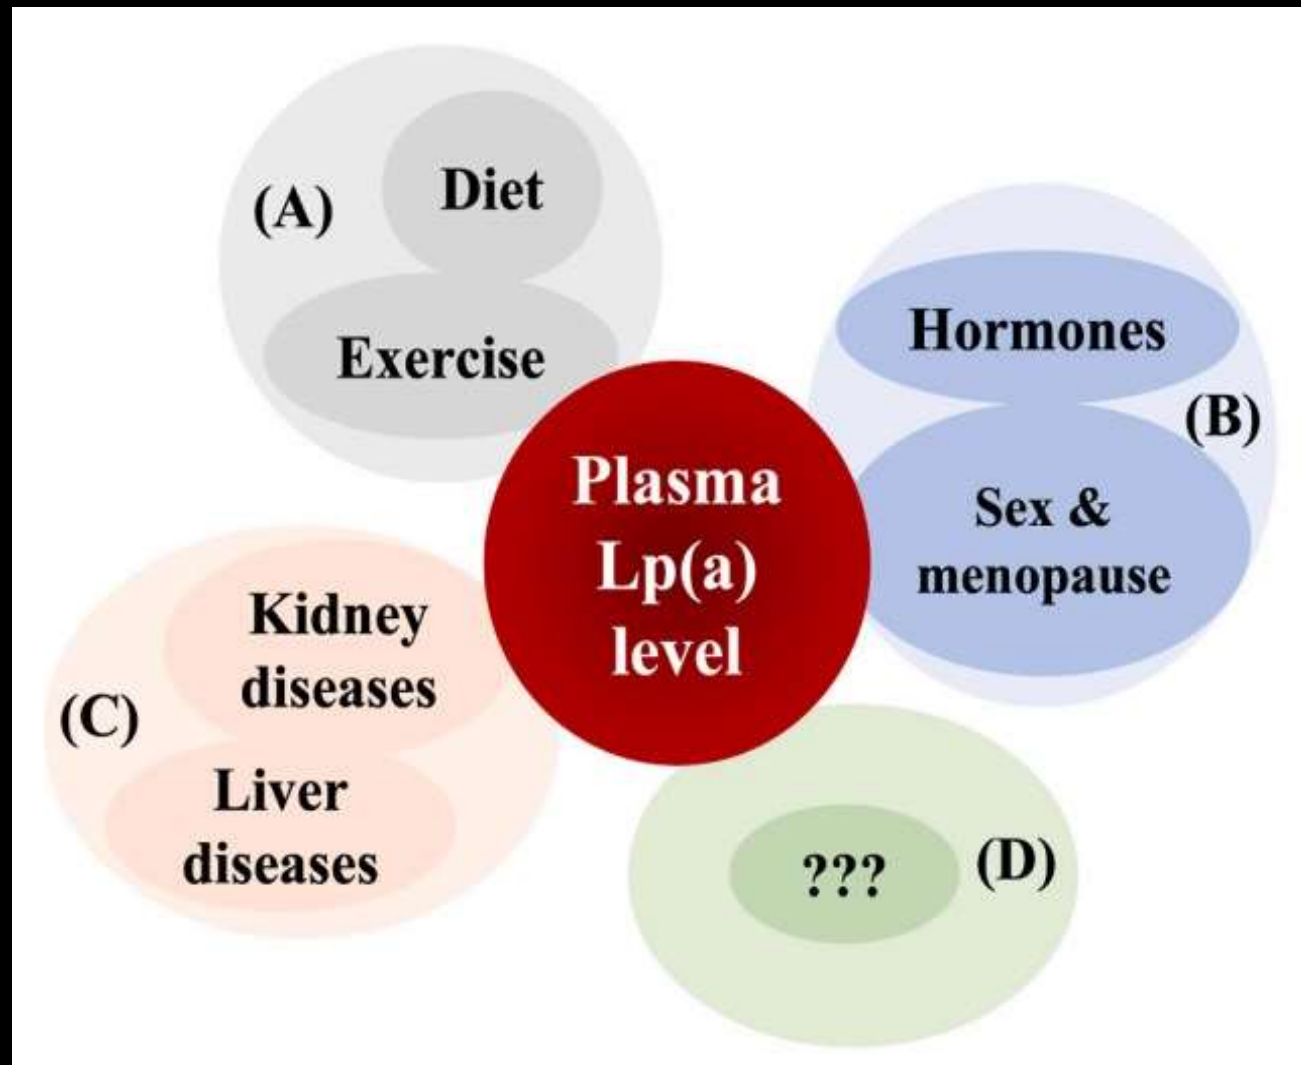 (A)
Diet
Exercise
Hormones
(B)
Sex &
menopause
Plasma
Lp(a)
level
(C)
Kidney
diseases
Liver
diseases
???
(D)